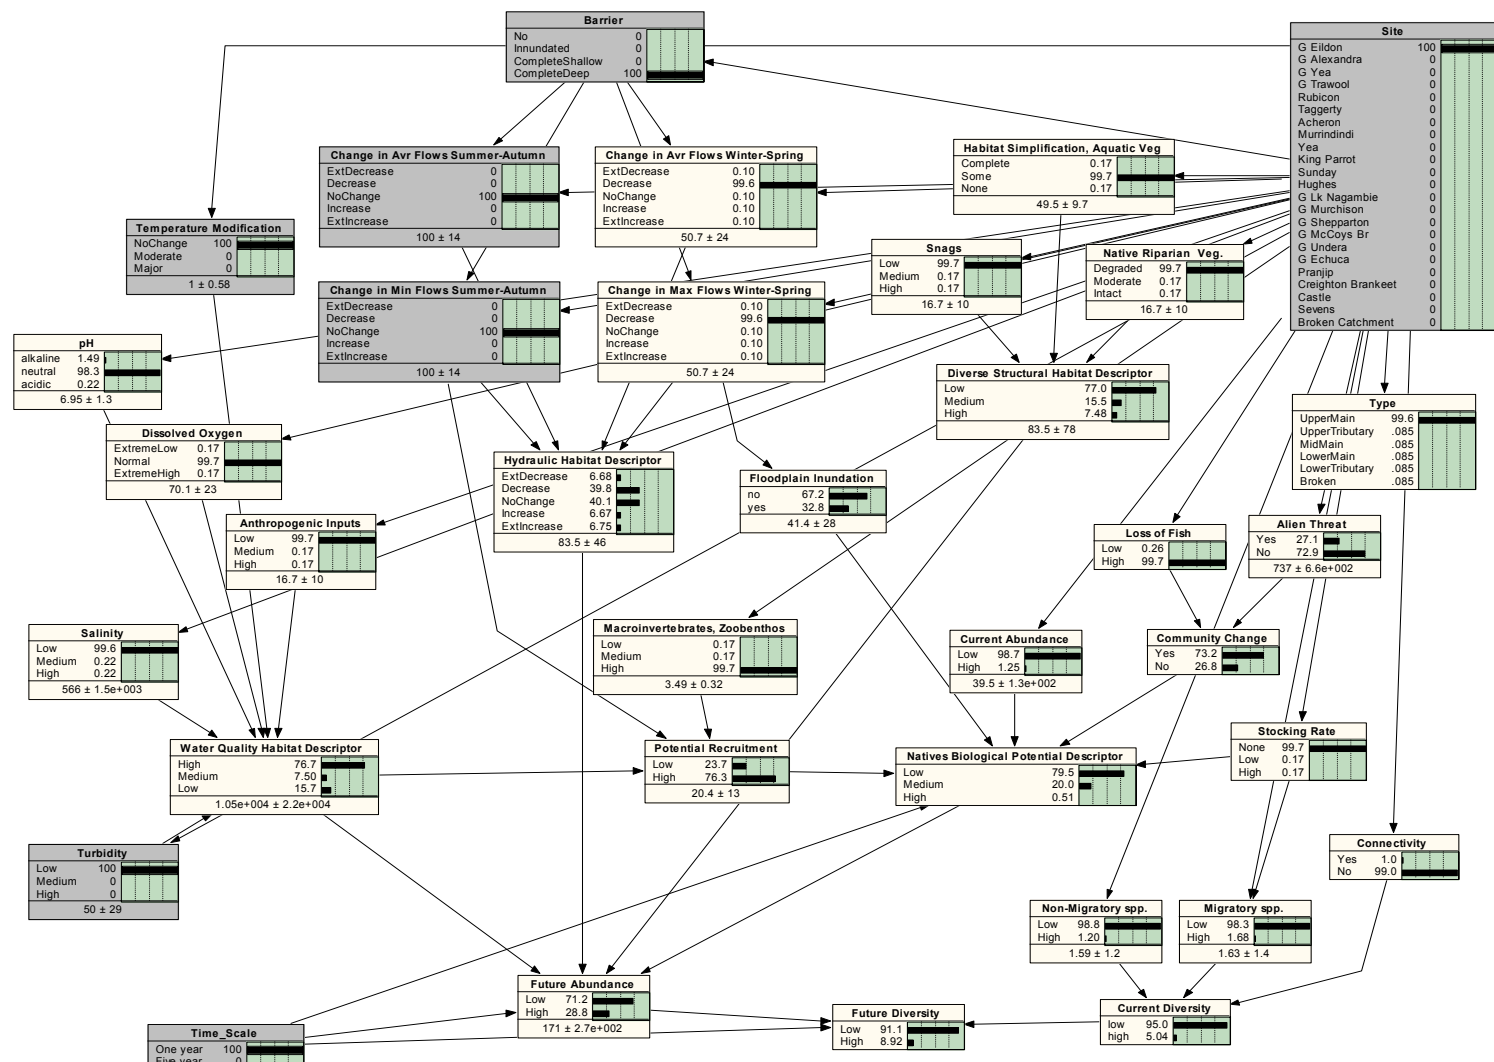 Barrier
No 0
Innundated 0
CompleteShallow 0
CompleteDeep 100
Site
G Eildon 100
G Alexandra 0
G Yea 0
G Trawool 0
Rubicon 0
Taggerty 0
Acheron 0
Murrindindi 0
Yea 0
King Parrot 0
Sunday 0
Hughes 0
G Lk Nagambie 0
G Murchison 0
G Shepparton 0
G McCoys Br 0
G Undera 0
G Echuca 0
Pranjip 0
Creighton Brankeet 0
Castle 0
Sevens 0
Broken Catchment 0
Change in Avr Flows Summer-Autumn
ExtDecrease 0
Decrease 0
NoChange 100
Increase 0
ExtIncrease 0
100 ± 14
Change in Avr Flows Winter-Spring
ExtDecrease 0.10
Decrease 99.6
NoChange 0.10
Increase 0.10
ExtIncrease 0.10
50.7 ± 24
Habitat Simplification, Aquatic Veg
Complete 0.17
Some 99.7
None 0.17
49.5 ± 9.7
Temperature Modification
NoChange 100
Moderate 0
Major 0
1 ± 0.58
Snags
Low 99.7
Medium 0.17
High 0.17
16.7 ± 10
Native Riparian Veg.
Degraded 99.7
Moderate 0.17
Intact 0.17
16.7 ± 10
Change in Min Flows Summer-Autumn
ExtDecrease 0
Decrease 0
NoChange 100
Increase 0
ExtIncrease 0
100 ± 14
Change in Max Flows Winter-Spring
ExtDecrease 0.10
Decrease 99.6
NoChange 0.10
Increase 0.10
ExtIncrease 0.10
50.7 ± 24
pH
alkaline 1.49
neutral 98.3
acidic 0.22
6.95 ± 1.3
Diverse Structural Habitat Descriptor
Low 77.0
Medium 15.5
High 7.48
83.5 ± 78
Type
UpperMain 99.6
UpperTributary .085
MidMain .085
LowerMain .085
LowerTributary .085
Broken .085
Dissolved Oxygen
ExtremeLow 0.17
Normal 99.7
ExtremeHigh 0.17
70.1 ± 23
Hydraulic Habitat Descriptor
ExtDecrease 6.68
Decrease 39.8
NoChange 40.1
Increase 6.67
ExtIncrease 6.75
83.5 ± 46
Floodplain Inundation
no 67.2
yes 32.8
41.4 ± 28
Anthropogenic Inputs
Low 99.7
Medium 0.17
High 0.17
16.7 ± 10
Loss of Fish
Low 0.26
High 99.7
Alien Threat
Yes 27.1
No 72.9
737 ± 6.6e+002
Salinity
Low 99.6
Medium 0.22
High 0.22
566 ± 1.5e+003
Macroinvertebrates, Zoobenthos
Low 0.17
Medium 0.17
High 99.7
3.49 ± 0.32
Current Abundance
Low 98.7
High 1.25
39.5 ± 1.3e+002
Community Change
Yes 73.2
No 26.8
Water Quality Habitat Descriptor
High 76.7
Medium 7.50
Low 15.7
1.05e+004 ± 2.2e+004
Potential Recruitment
Low 23.7
High 76.3
20.4 ± 13
Natives Biological Potential Descriptor
Low 79.5
Medium 20.0
High 0.51
Stocking Rate
None 99.7
Low 0.17
High 0.17
Turbidity
Low 100
Medium 0
High 0
50 ± 29
Connectivity
Yes 1.0
No 99.0
Non-Migratory spp.
Low 98.8
High 1.20
1.59 ± 1.2
Migratory spp.
Low 98.3
High 1.68
1.63 ± 1.4
Future Abundance
Low 71.2
High 28.8
171 ± 2.7e+002
Future Diversity
Low 91.1
High 8.92
Current Diversity
low 95.0
high 5.04
Time_Scale
One year 100
Five year 0